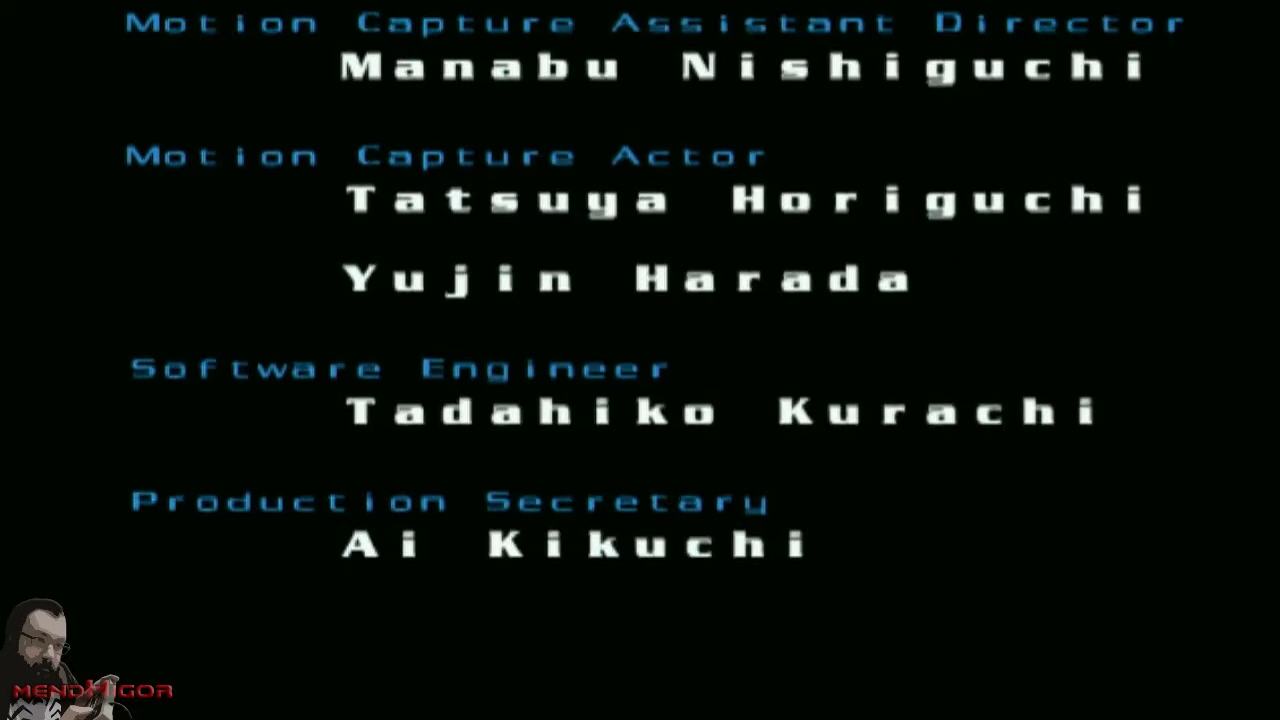 Motion Capture Assistant Director
Manabu Nishiguchi
Motion Capture Actor
Tatsuya Horiguchi
Yujin Harada
Software Engineer
Tadahiko Kurachi
Production Secretary
Ai Kikuchi
MENDHIGOR